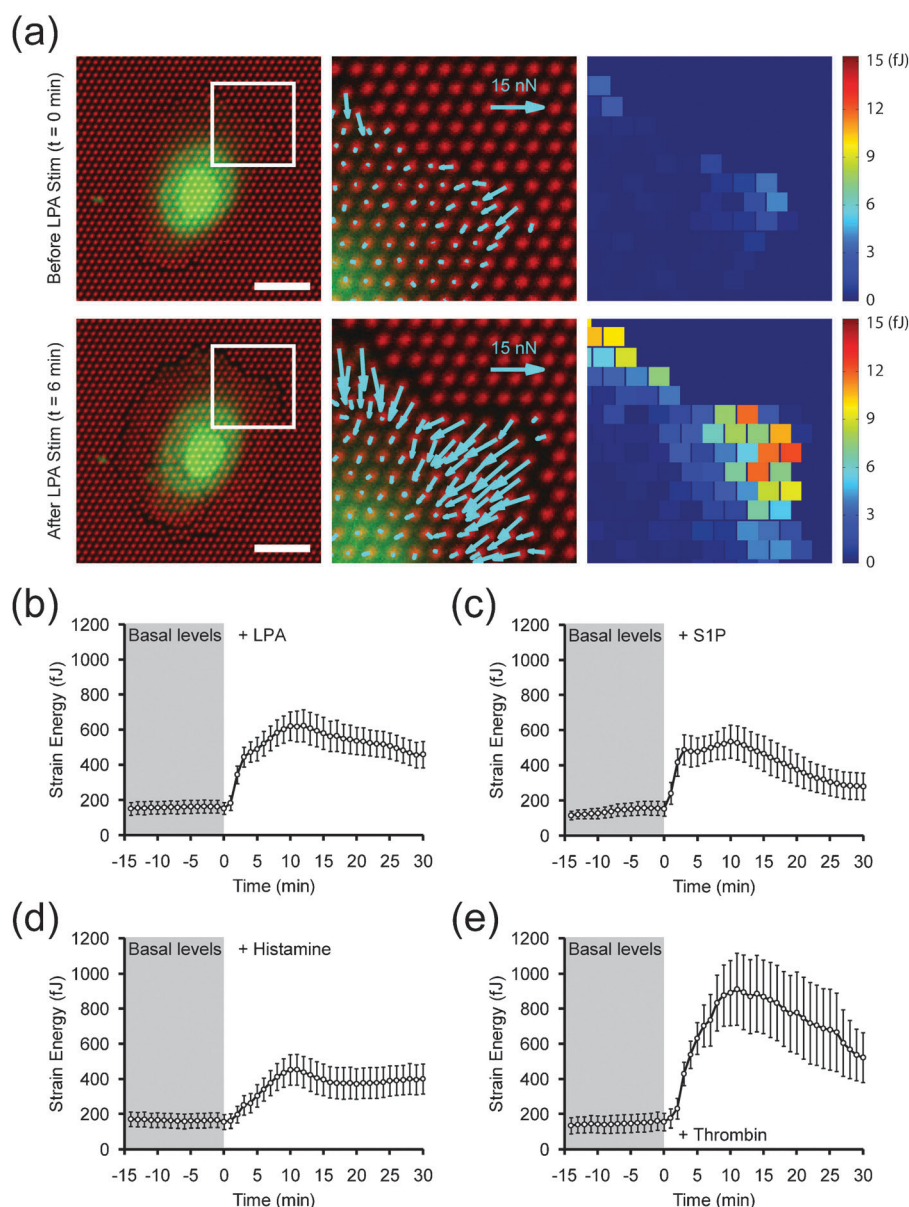 (a)
Before LPA Stim (t = 0 min)
15 nN
15 (fJ)
12
9
6
3
0
After LPA Stim (t = 6 min)
15 nN
15 (fJ)
12
9
6
3
0
(b)
Basal levels
+ LPA
Strain Energy (fJ)
1200
1000
800
600
400
200
0
-15 -10 -5 0 5 10 15 20 25 30
Time (min)
(c)
Basal levels
+ S1P
Strain Energy (fJ)
1200
1000
800
600
400
200
0
-15 -10 -5 0 5 10 15 20 25 30
Time (min)
(d)
Basal levels
+ Histamine
Strain Energy (fJ)
1200
1000
800
600
400
200
0
-15 -10 -5 0 5 10 15 20 25 30
Time (min)
(e)
Basal levels
+ Thrombin
Strain Energy (fJ)
1200
1000
800
600
400
200
0
-15 -10 -5 0 5 10 15 20 25 30
Time (min)